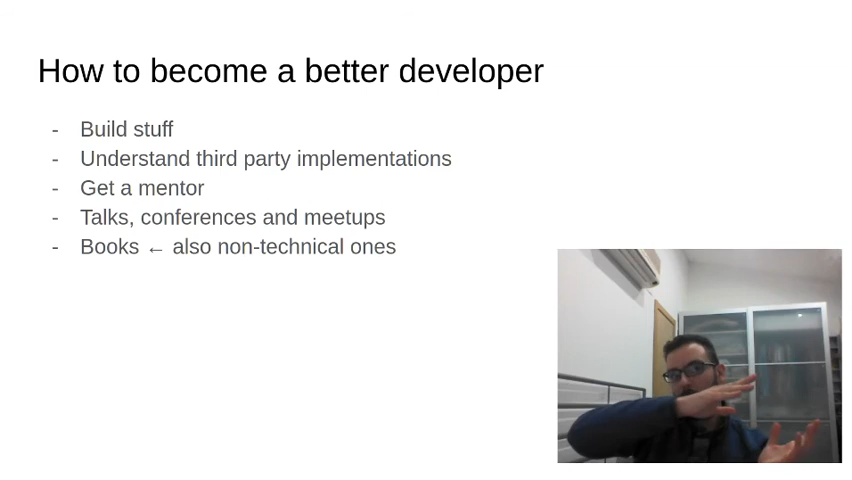 How to become a better developer
- Build stuff
- Understand third party implementations
- Get a mentor
- Talks, conferences and meetups
- Books ← also non-technical ones